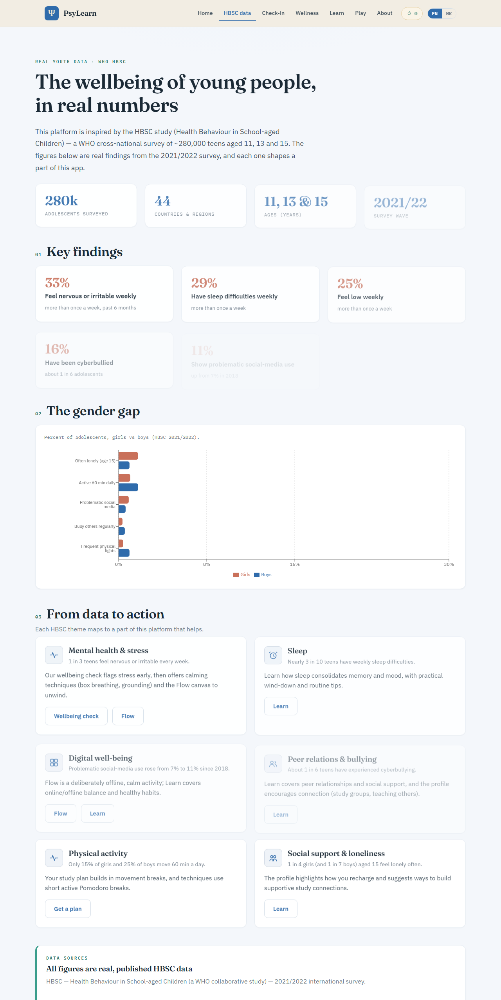 Ψ PsyLearn
Home HBSC data Check-in Wellness Learn Play About 0 EN MK
REAL YOUTH DATA · WHO HBSC
The wellbeing of young people,
in real numbers
This platform is inspired by the HBSC study (Health Behaviour in School-aged
Children) — a WHO cross-national survey of ~280,000 teens aged 11, 13 and 15. The
figures below are real findings from the 2021/2022 survey, and each one shapes a
part of this app.
280k
ADOLESCENTS SURVEYED
44
COUNTRIES & REGIONS
11, 13 & 15
AGES (YEARS)
2021/22
SURVEY WAVE
01 Key findings
33%
Feel nervous or irritable weekly
more than once a week, past 6 months
29%
Have sleep difficulties weekly
more than once a week
25%
Feel low weekly
more than once a week
16%
Have been cyberbullied
about 1 in 6 adolescents
11%
Show problematic social-media use
up from 7% in 2018
02 The gender gap
Percent of adolescents, girls vs boys (HBSC 2021/2022).
Often lonely (age 15)
Active 60 min daily
Problematic social
media
Bully others regularly
Frequent physical
fights
0% 8% 16% 30%
Girls Boys
03 From data to action
Each HBSC theme maps to a part of this platform that helps.
Mental health & stress
1 in 3 teens feel nervous or irritable every week.
Our wellbeing check flags stress early, then offers calming
techniques (box breathing, grounding) and the Flow canvas to
unwind.
Wellbeing check Flow
Sleep
Nearly 3 in 10 teens have weekly sleep difficulties.
Learn how sleep consolidates memory and mood, with practical
wind-down and routine tips.
Learn
Digital well-being
Problematic social-media use rose from 7% to 11% since 2018.
Flow is a deliberately offline, calm activity; Learn covers
online/offline balance and healthy habits.
Flow Learn
Peer relations & bullying
About 1 in 6 teens have experienced cyberbullying.
Learn covers peer relationships and social support, and the profile
encourages connection (study groups, teaching others).
Learn
Physical activity
Only 15% of girls and 25% of boys move 60 min a day.
Your study plan builds in movement breaks, and techniques use
short active Pomodoro breaks.
Get a plan
Social support & loneliness
1 in 4 girls (and 1 in 7 boys) aged 15 feel lonely often.
The profile highlights how you recharge and suggests ways to build
supportive study connections.
Learn
DATA SOURCES
All figures are real, published HBSC data
HBSC — Health Behaviour in School-aged Children (a WHO collaborative study) — 2021/2022 international survey.